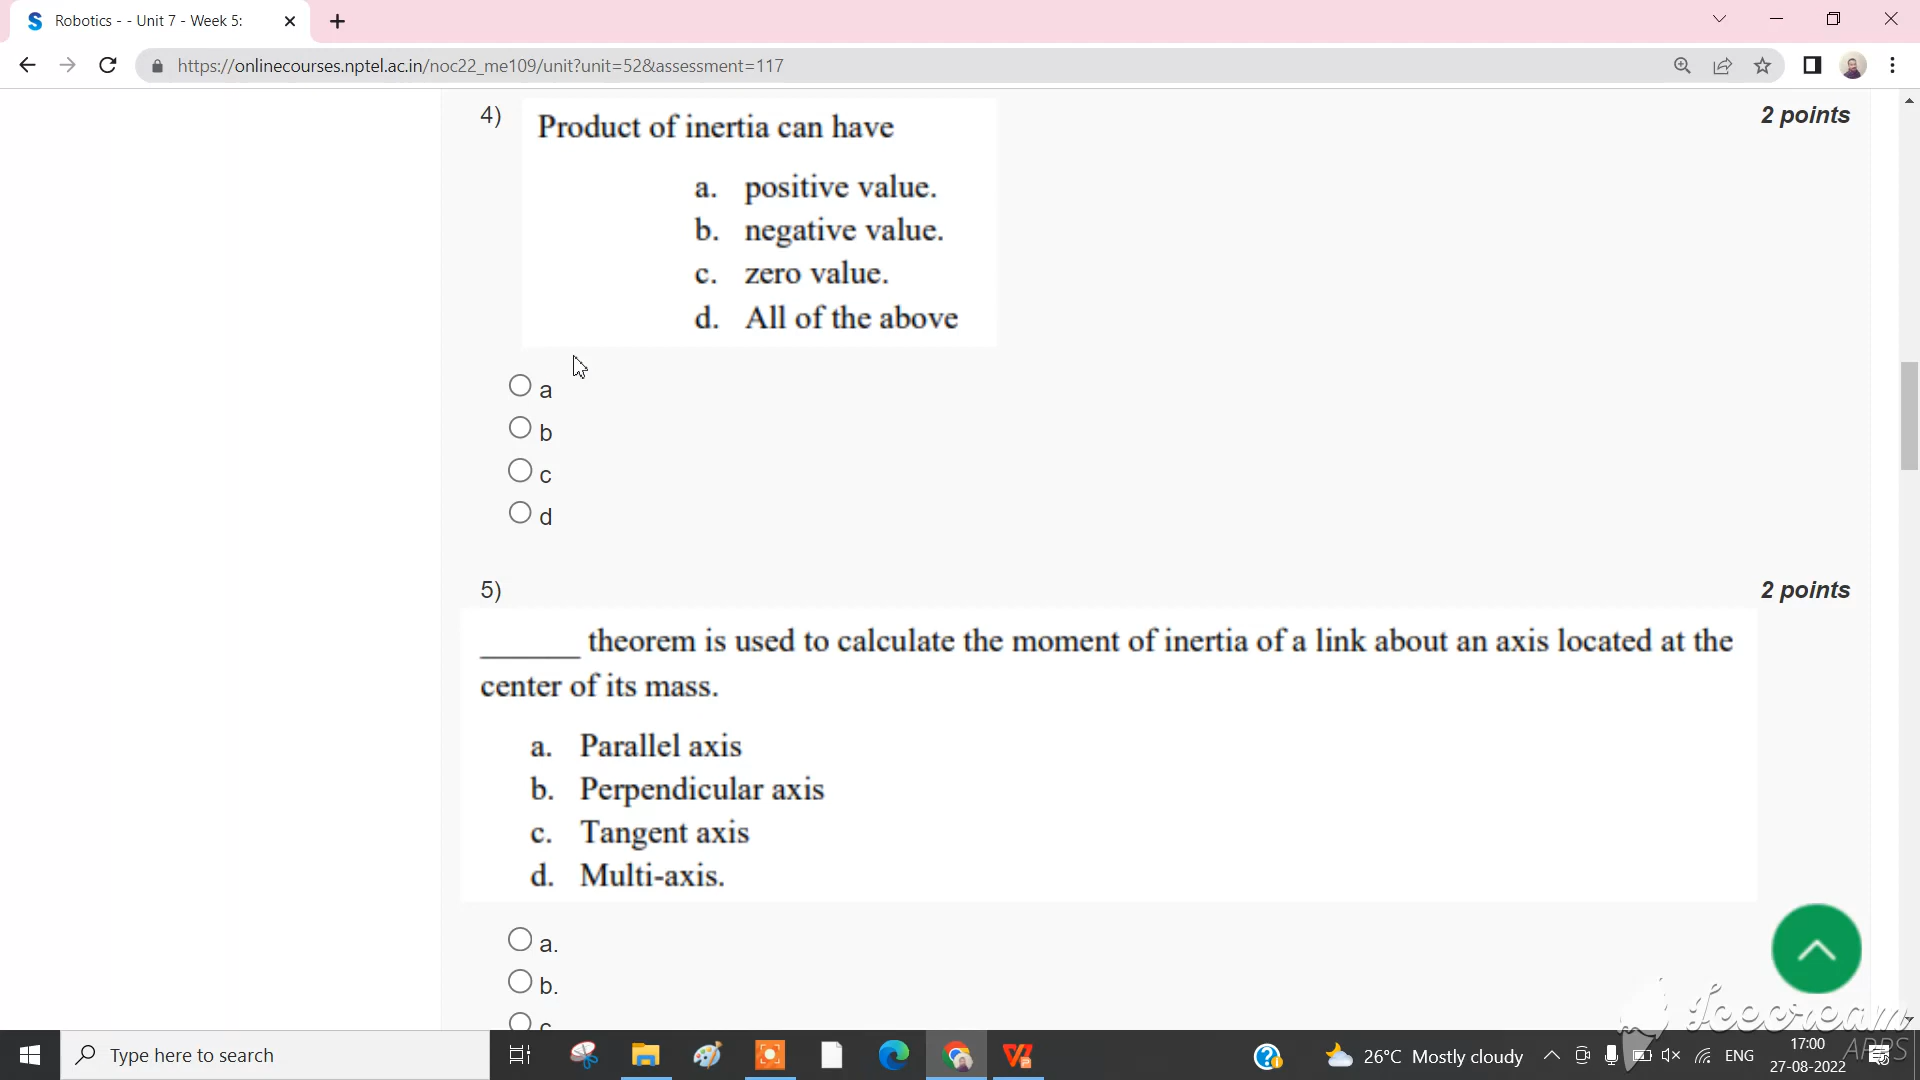 Robotics - - Unit 7 - Week 5:
https://onlinecourses.nptel.ac.in/noc22_me109/unit?unit=52&assessment=117
4)
2 points
Product of inertia can have
a. positive value.
b. negative value.
c. zero value.
d. All of the above
a
b
c
d
5)
2 points
______ theorem is used to calculate the moment of inertia of a link about an axis located at the
center of its mass.
a. Parallel axis
b. Perpendicular axis
c. Tangent axis
d. Multi-axis.
a.
b.
c
Icecream
APPS
Type here to search
26°C Mostly cloudy
ENG
17:00
27-08-2022